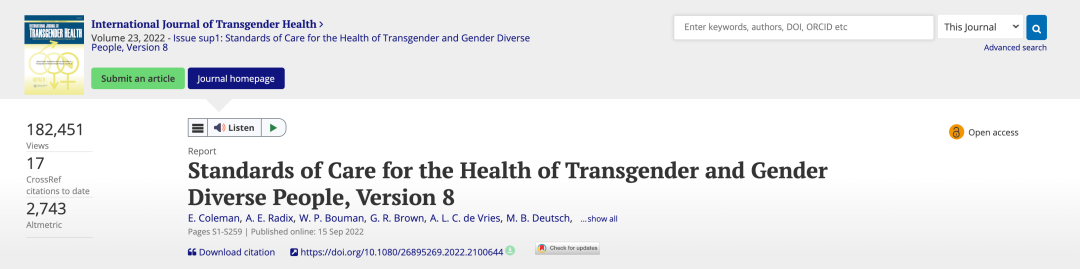 INTERNATIONAL JOURNAL OF
TRANSGENDER HEALTH
International Journal of Transgender Health >
Volume 23, 2022 - Issue sup1: Standards of Care for the Health of Transgender and Gender
Diverse People, Version 8
Submit an article
Journal homepage
Enter keywords, authors, DOI, ORCID etc
This Journal
Advanced search
182,451
Views
17
CrossRef
citations to date
2,743
Altmetric
Listen
Open access
Report
Standards of Care for the Health of Transgender and Gender
Diverse People, Version 8
E. Coleman, A. E. Radix, W. P. Bouman, G. R. Brown, A. L. C. de Vries, M. B. Deutsch, ...show all
Pages S1-S259 | Published online: 15 Sep 2022
Download citation
https://doi.org/10.1080/26895269.2022.2100644
Check for updates